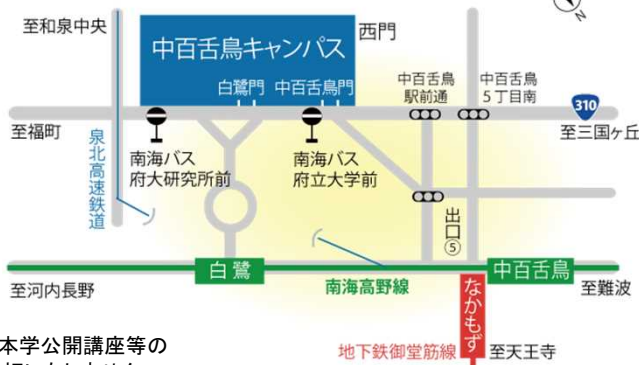 至和泉中央
中百舌鳥キャンパス
西門
白鷺門
中百舌鳥門
中百舌鳥
駅前通
中百舌鳥
5丁目南
310
至福町
至三国ヶ丘
泉北高速鉄道
南海バス
府大研究所前
南海バス
府立大学前
出口⑤
白鷺
中百舌鳥
至河内長野
南海高野線
至難波
なかもず
本学公開講座等の
地下鉄御堂筋線
至天王寺
N